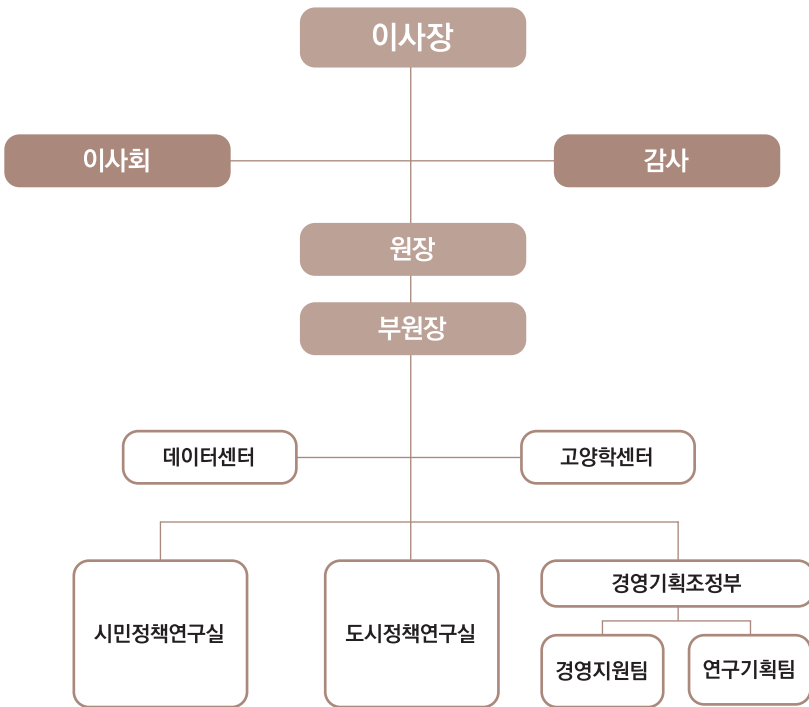 이사장
이사회
감사
원장
부원장
데이터센터
고양학센터
시민정책연구실
도시정책연구실
경영기획조정부
경영지원팀
연구기획팀